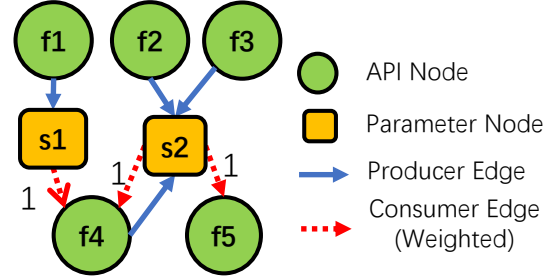 f1
f2
f3
API Node
s1
s2
Parameter Node
1
1
1
Producer Edge
f4
f5
Consumer Edge
(Weighted)